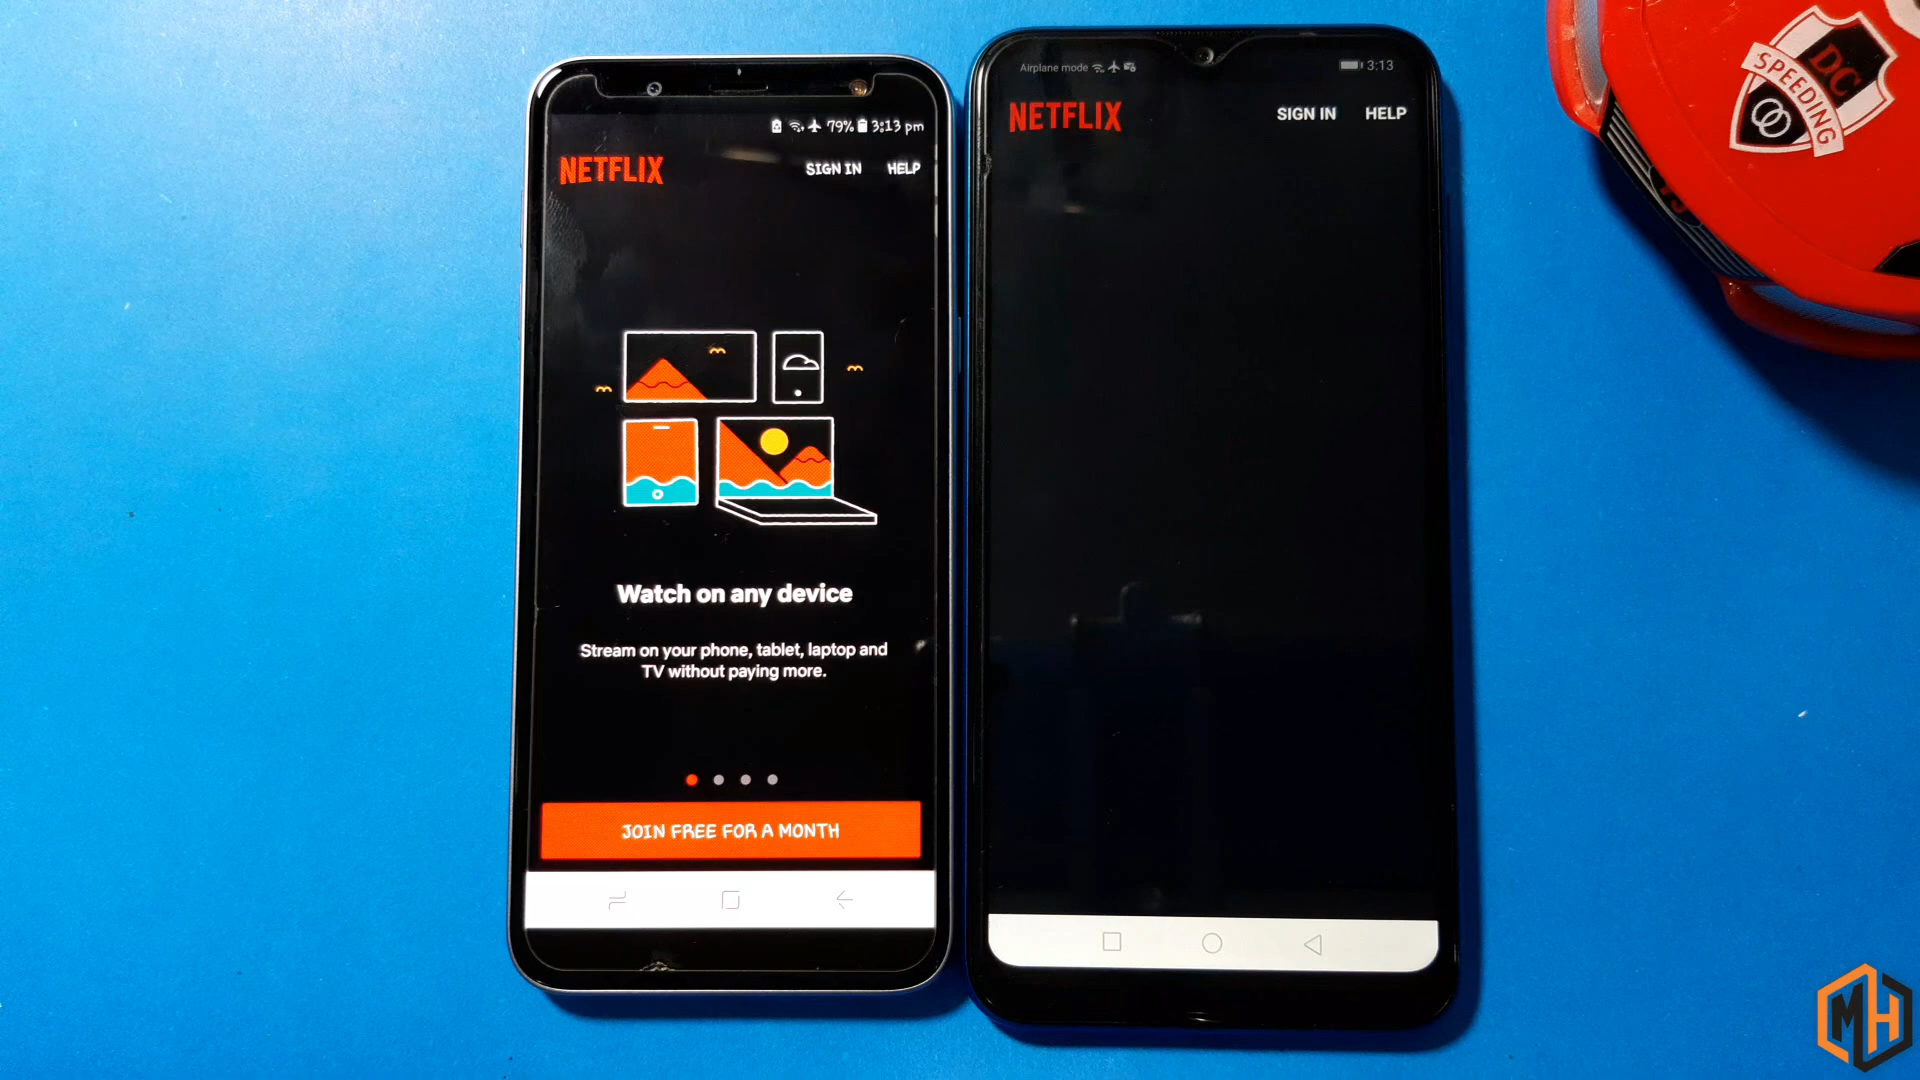 79% 3:13 pm
NETFLIX SIGN IN HELP
Watch on any device
Stream on your phone, tablet, laptop and
TV without paying more.
JOIN FREE FOR A MONTH
Airplane mode 3:13
NETFLIX SIGN IN HELP
DC
SPEEDING
MH